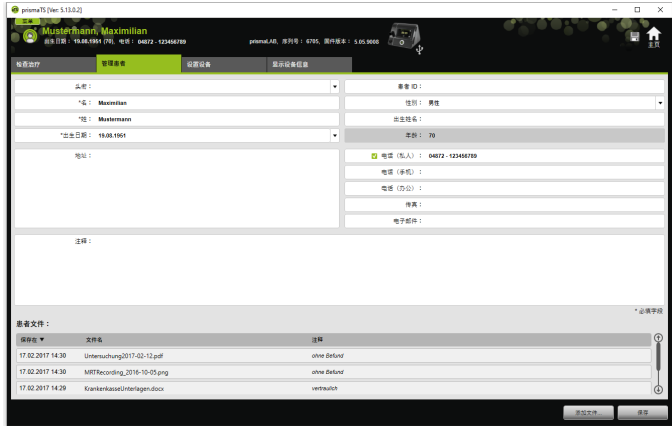 prismaTS [Ver: 5.13.0.2]
菜单
Mustermann, Maximilian
出生日期： 19.08.1951 (70), 电话： 04872 - 123456789
prismaLAB, 序列号： 6705, 固件版本： 5.05.9008
主页
检查治疗 管理患者 设置设备 显示设备信息
头衔： 患者 ID：
*名： Maximilian 性别： 男性
*姓： Mustermann 出生姓名：
*出生日期： 19.08.1951 年龄： 70
地址： 电话（私人）： 04872 - 123456789
电话（手机）：
电话（办公）：
传真：
电子邮件：
注释：
* 必填字段
患者文件：
保存在 ▼ 文件名 注释
17.02.2017 14:30 Untersuchung2017-02-12.pdf ohne Befund
17.02.2017 14:30 MRTRecording_2016-10-05.png ohne Befund
17.02.2017 14:29 KrankenkasseUnterlagen.docx vertraulich
添加文件... 保存